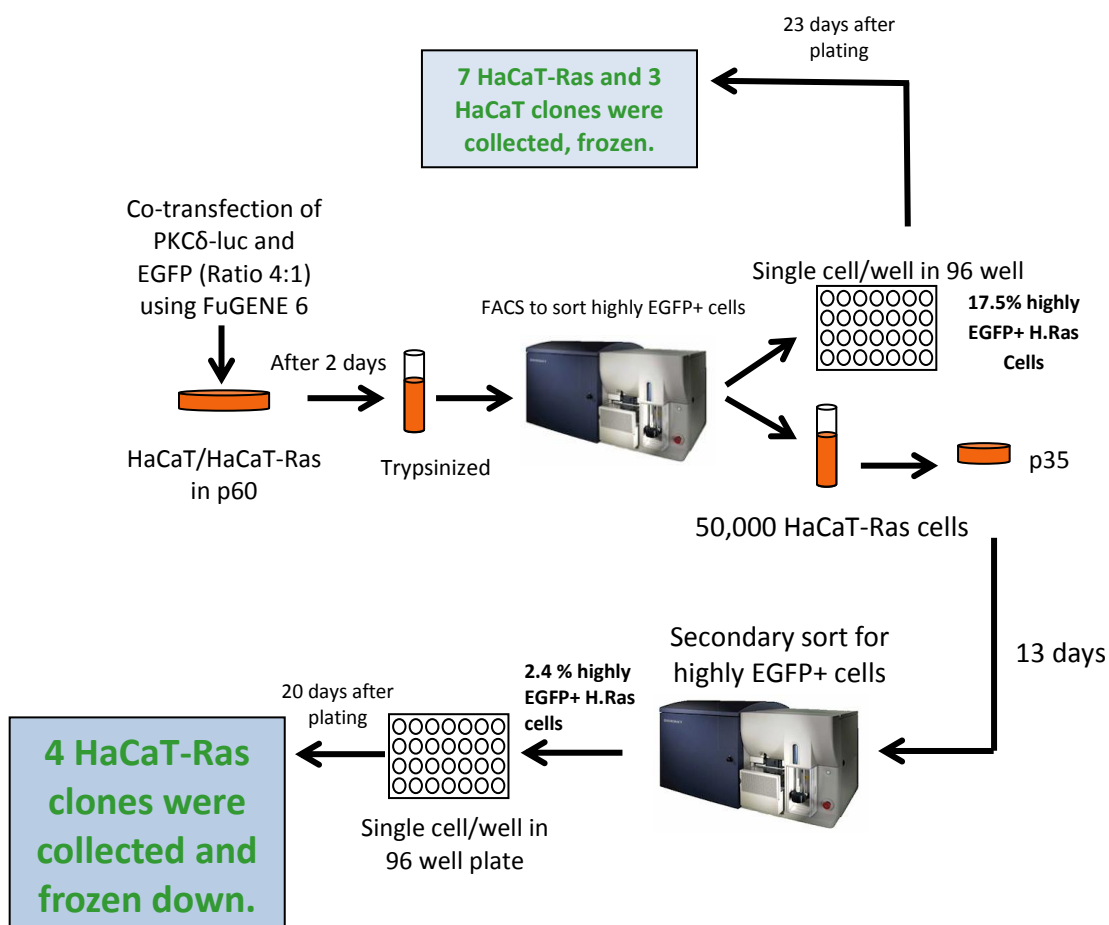 23 days after
plating
7 HaCaT-Ras and 3
HaCaT clones were
collected, frozen.
Co-transfection of
PKCδ-luc and
EGFP (Ratio 4:1)
using FuGENE 6
After 2 days
HaCaT/HaCaT-Ras
in p60
Trypsinized
FACS to sort highly EGFP+ cells
Single cell/well in 96 well
17.5% highly
EGFP+ H.Ras
Cells
p35
50,000 HaCaT-Ras cells
13 days
Secondary sort for
highly EGFP+ cells
2.4 % highly
EGFP+ H.Ras
cells
Single cell/well in
96 well plate
20 days after
plating
4 HaCaT-Ras
clones were
collected and
frozen down.